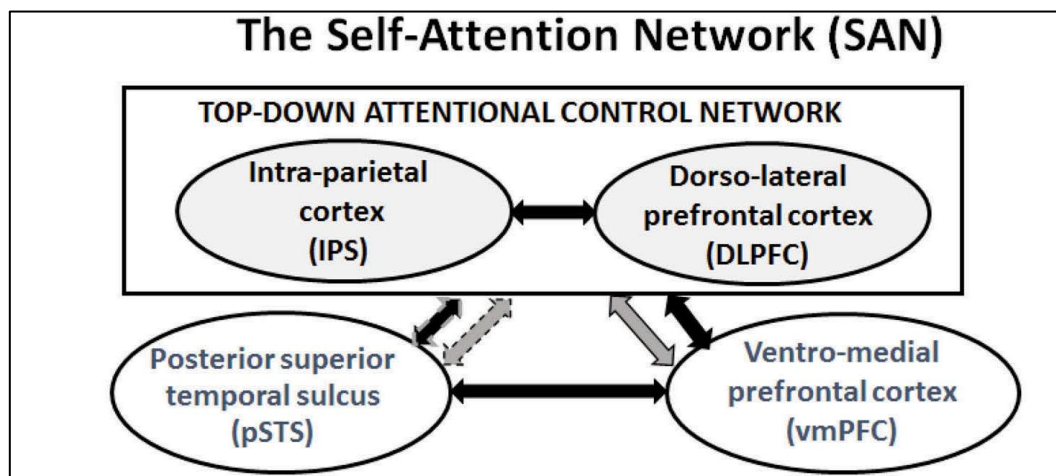 The Self-Attention Network (SAN)
TOP-DOWN ATTENTIONAL CONTROL NETWORK
Intra-parietal
cortex
(IPS)
Dorso-lateral
prefrontal cortex
(DLPFC)
Posterior superior
temporal sulcus
(pSTS)
Ventro-medial
prefrontal cortex
(vmPFC)